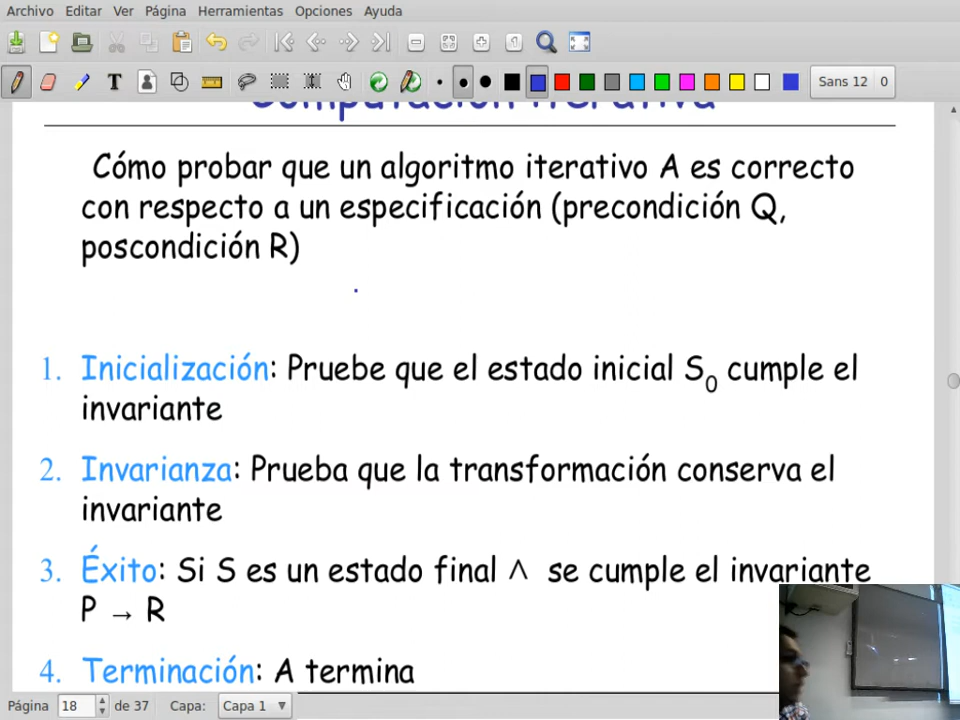 Archivo Editar Ver Página Herramientas Opciones Ayuda
T
Sans 12 0
Computación Iterativa
Cómo probar que un algoritmo iterativo A es correcto
con respecto a un especificación (precondición Q,
poscondición R)
1. Inicialización: Pruebe que el estado inicial S0 cumple el
invariante
2. Invarianza: Prueba que la transformación conserva el
invariante
3. Éxito: Si S es un estado final ∧ se cumple el invariante
P → R
4. Terminación: A termina
Página 18 de 37 Capa: Capa 1